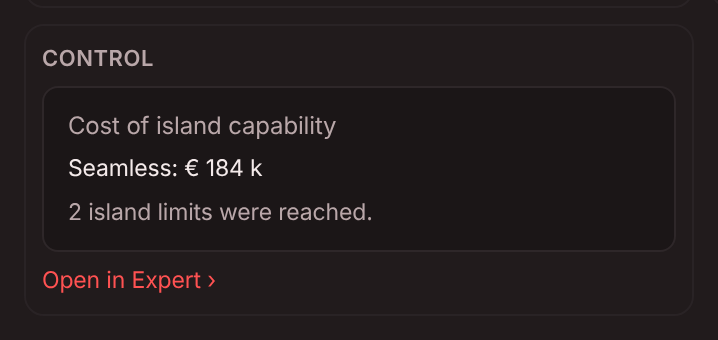 CONTROL
Cost of island capability
Seamless: € 184 k
2 island limits were reached.
Open in Expert ›